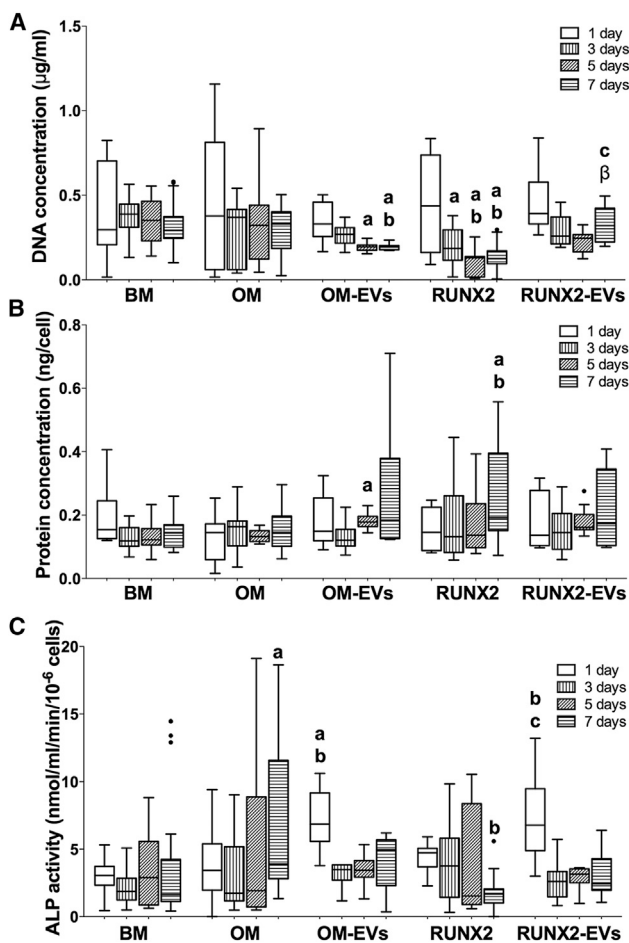 A
DNA concentration (μg/ml)
1.5
1.0
0.5
0.0
1 day
3 days
5 days
7 days
a
a
b
a
a
b
a
b
c
β
BM
OM
OM-EVs
RUNX2
RUNX2-EVs
B
Protein concentration (ng/cell)
0.8
0.6
0.4
0.2
0.0
1 day
3 days
5 days
7 days
a
a
b
BM
OM
OM-EVs
RUNX2
RUNX2-EVs
C
ALP activity (nmol/ml/min/10⁻⁶ cells)
20
15
10
5
0
1 day
3 days
5 days
7 days
a
a
b
b
b
c
BM
OM
OM-EVs
RUNX2
RUNX2-EVs